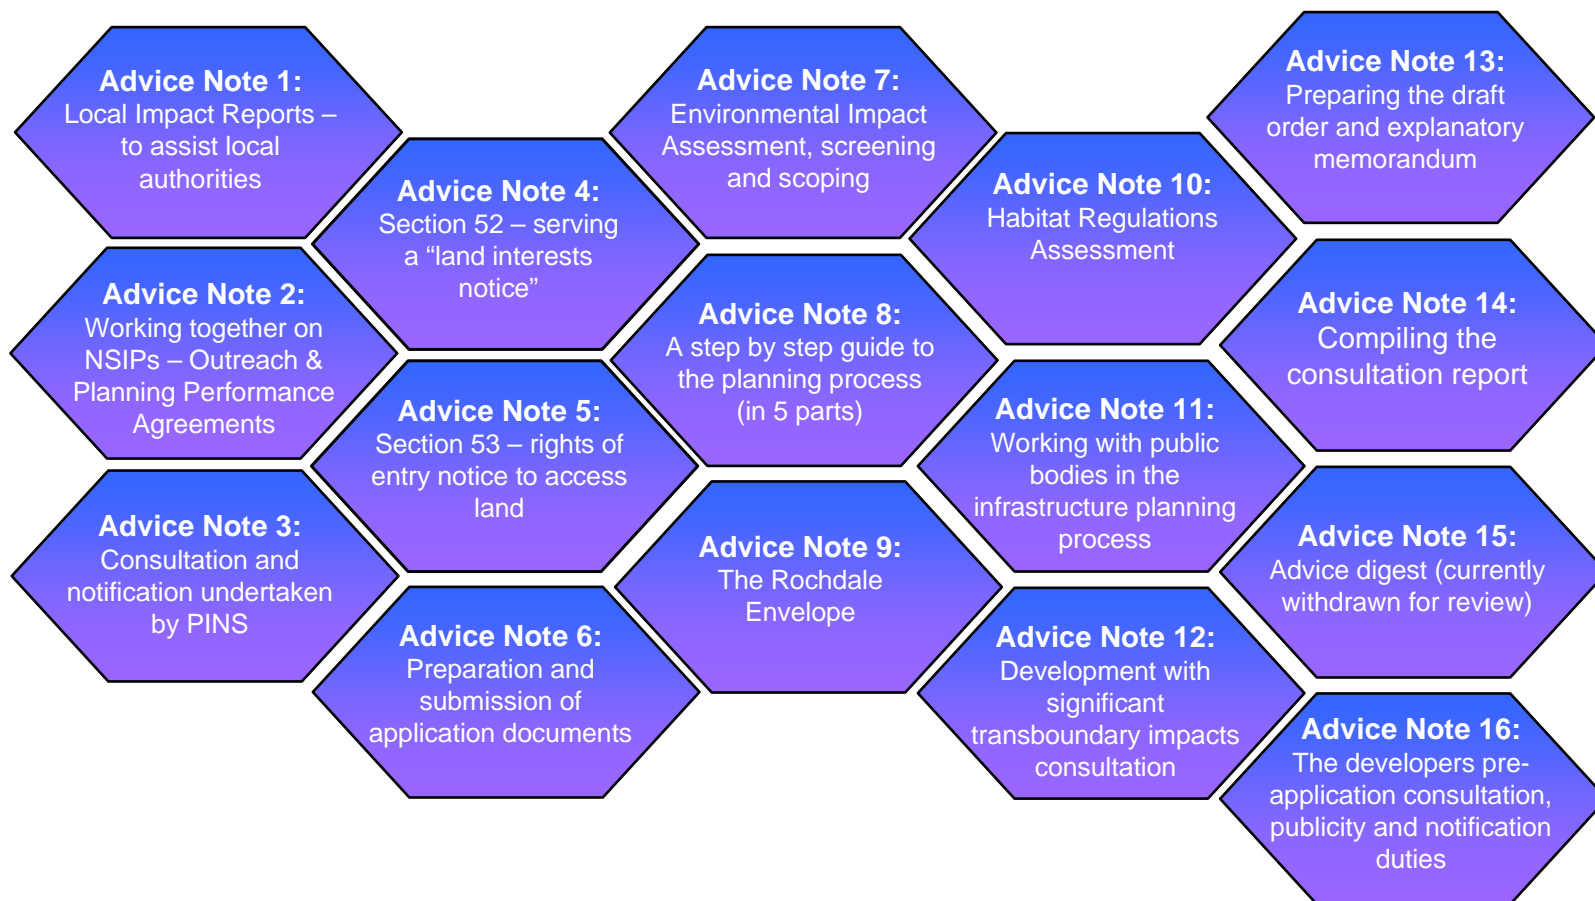 Advice Note 1:
Local Impact Reports –
to assist local
authorities
Advice Note 2:
Working together on
NSIPs – Outreach &
Planning Performance
Agreements
Advice Note 3:
Consultation and
notification undertaken
by PINS
Advice Note 4:
Section 52 – serving
a “land interests
notice”
Advice Note 5:
Section 53 – rights of
entry notice to access
land
Advice Note 6:
Preparation and
submission of
application documents
Advice Note 7:
Environmental Impact
Assessment, screening
and scoping
Advice Note 8:
A step by step guide to
the planning process
(in 5 parts)
Advice Note 9:
The Rochdale
Envelope
Advice Note 10:
Habitat Regulations
Assessment
Advice Note 11:
Working with public
bodies in the
infrastructure planning
process
Advice Note 12:
Development with
significant
transboundary impacts
consultation
Advice Note 13:
Preparing the draft
order and explanatory
memorandum
Advice Note 14:
Compiling the
consultation report
Advice Note 15:
Advice digest (currently
withdrawn for review)
Advice Note 16:
The developers pre-
application consultation,
publicity and notification
duties